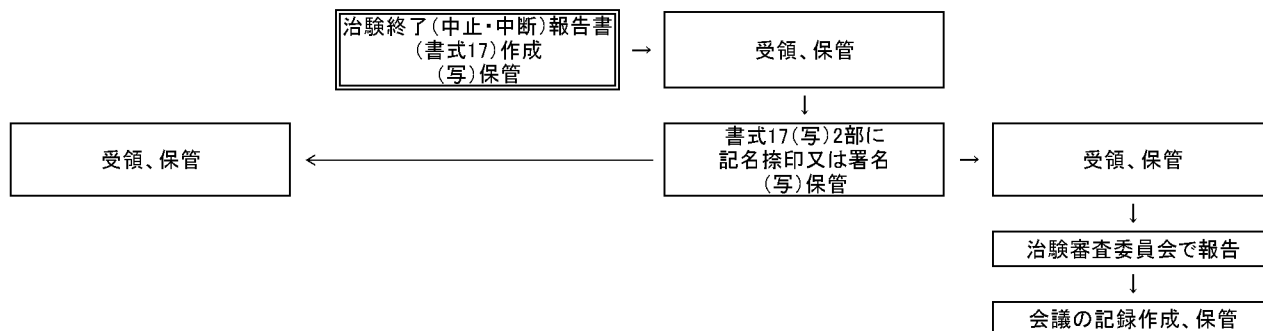 治験終了(中止・中断)報告書
(書式17)作成
(写)保管
→
受領、保管
↓
受領、保管
←
書式17(写)2部に
記名捺印又は署名
(写)保管
→
受領、保管
↓
治験審査委員会で報告
↓
会議の記録作成、保管